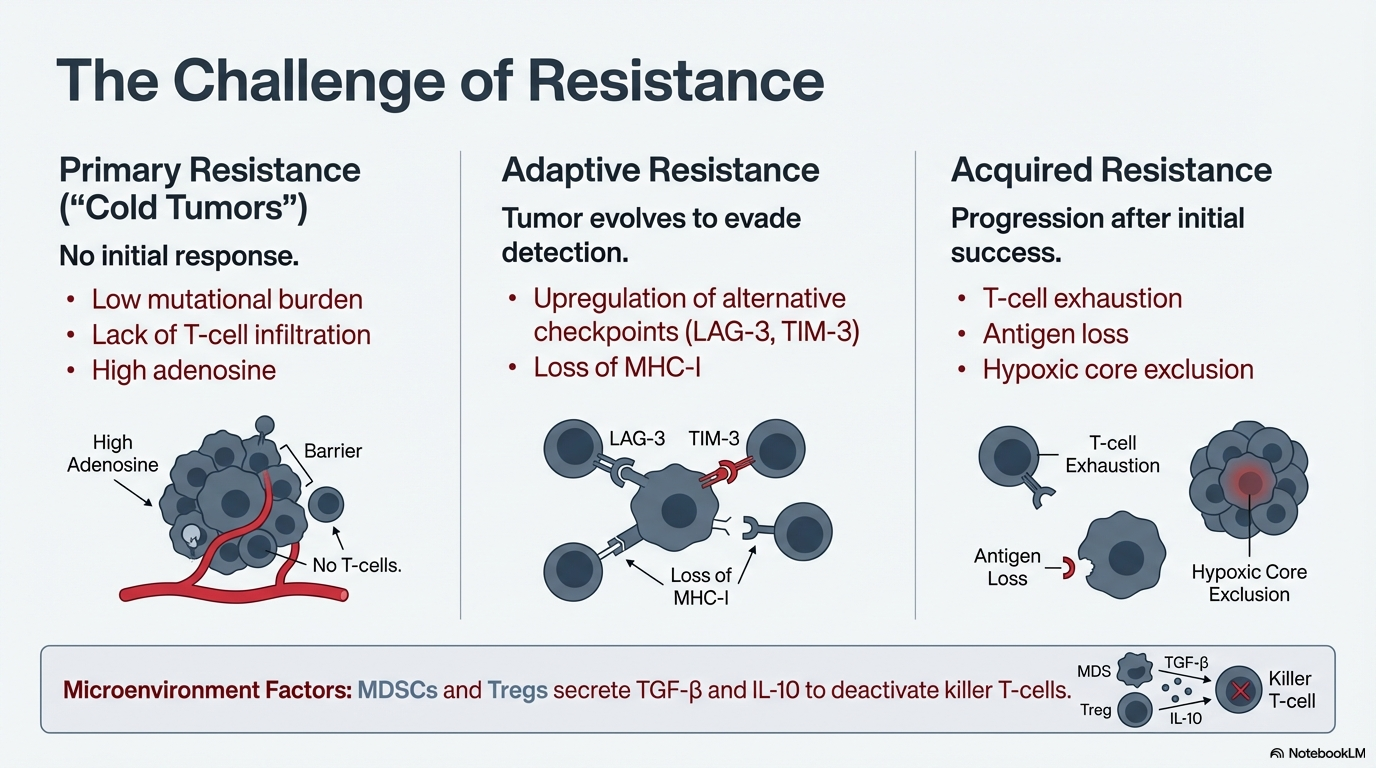 The Challenge of Resistance
Primary Resistance
(“Cold Tumors”)
No initial response.
• Low mutational burden
• Lack of T-cell infiltration
• High adenosine
High
Adenosine
Barrier
No T-cells.
Adaptive Resistance
Tumor evolves to evade
detection.
• Upregulation of alternative
checkpoints (LAG-3, TIM-3)
• Loss of MHC-I
LAG-3
TIM-3
Loss of
MHC-I
Acquired Resistance
Progression after initial
success.
• T-cell exhaustion
• Antigen loss
• Hypoxic core exclusion
T-cell
Exhaustion
Antigen
Loss
Hypoxic Core
Exclusion
Microenvironment Factors: MDSCs and Tregs secrete TGF-β and IL-10 to deactivate killer T-cells.
MDS
TGF-β
Treg
IL-10
Killer
T-cell
NotebookLM